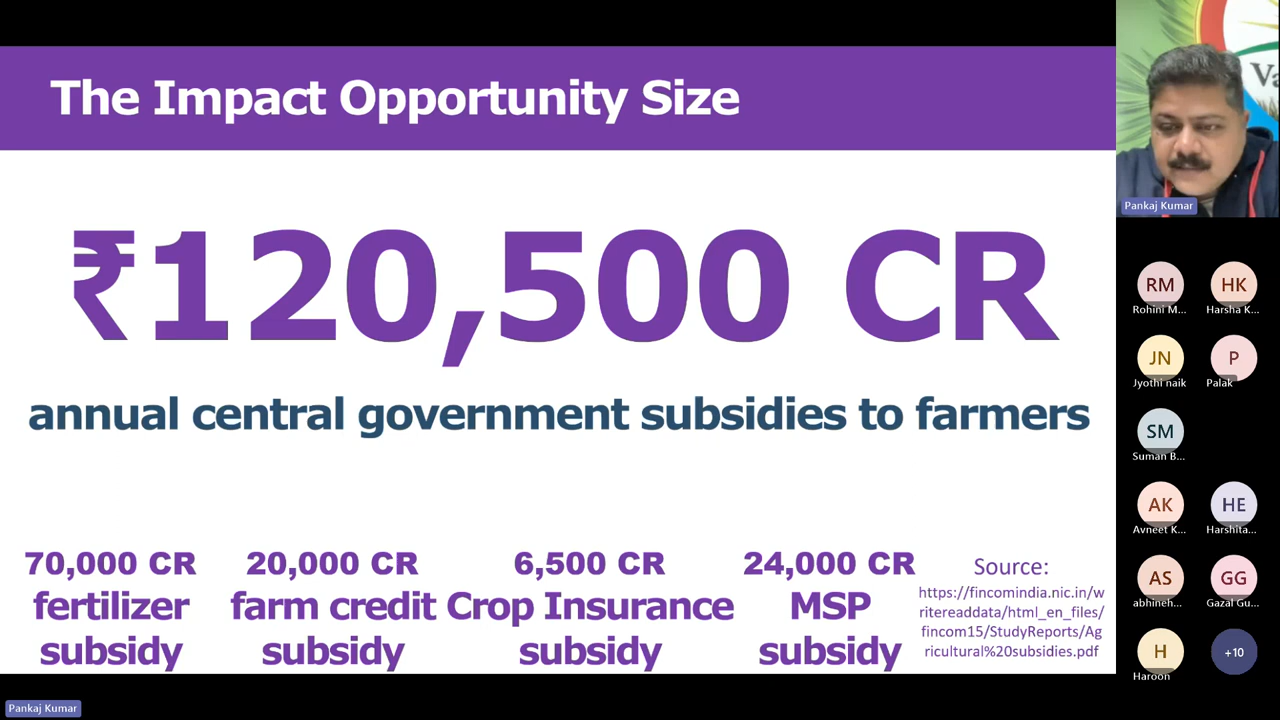 The Impact Opportunity Size
₹120,500 CR
annual central government subsidies to farmers
70,000 CR
fertilizer
subsidy
20,000 CR
farm credit
subsidy
6,500 CR
Crop Insurance
subsidy
24,000 CR
MSP
subsidy
Source:
https://fincomindia.nic.in/w
ritereaddata/html_en_files/
fincom15/StudyReports/Ag
ricultural%20subsidies.pdf
Va
Pankaj Kumar
RM
Rohini M...
HK
Harsha K...
JN
Jyothi naik
P
Palak
SM
Suman B...
AK
Avneet K...
HE
Harshita...
AS
abhineh...
GG
Gazal Gu...
H
Haroon
+10
Pankaj Kumar